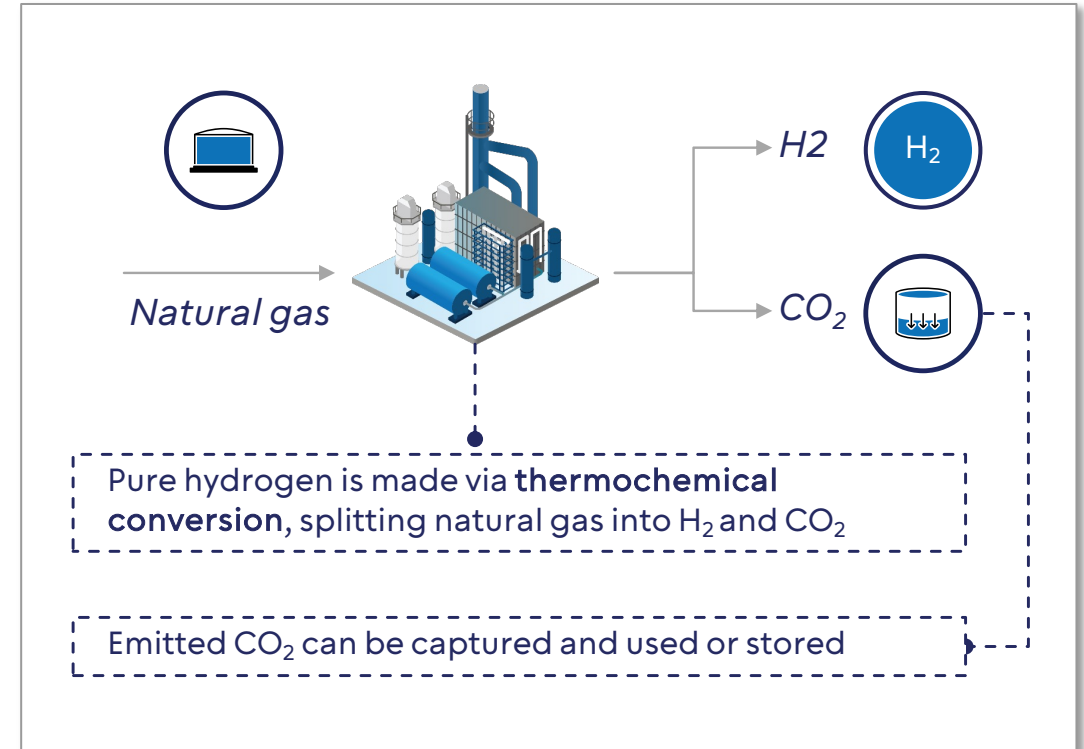 H2
H₂
Natural gas
CO₂
Pure hydrogen is made via thermochemical
conversion, splitting natural gas into H₂ and CO₂
Emitted CO₂ can be captured and used or stored